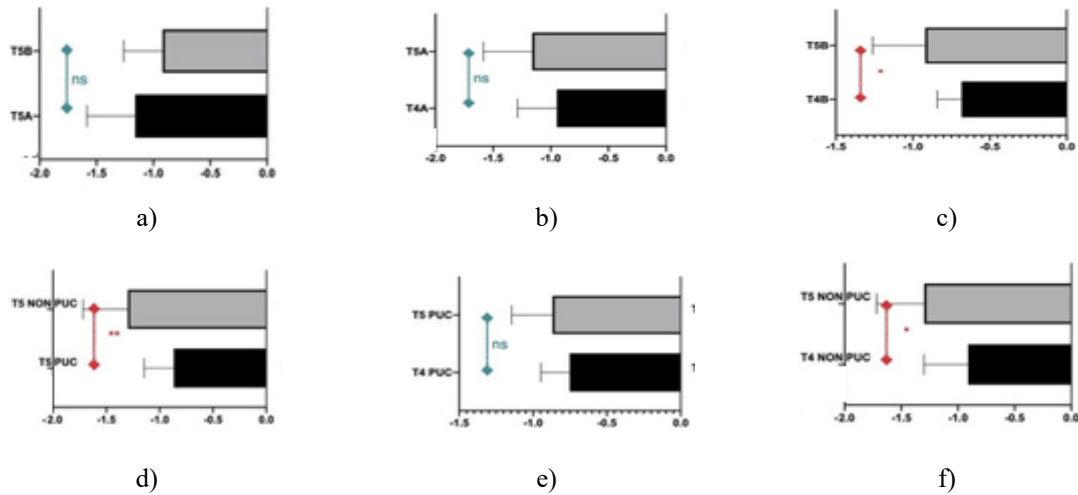 T5B
ns
T5A
-2.0 -1.5 -1.0 -0.5 0.0
a)
T5A
ns
T4A
-2.0 -1.5 -1.0 -0.5 0.0
b)
T5B
*
T4B
-1.5 -1.0 -0.5 0.0
c)
T5 NON PUC
**
T5 PUC
-2.0 -1.5 -1.0 -0.5 0.0
d)
T5 PUC
T
ns
T4 PUC
T
-1.5 -1.0 -0.5 0.0
e)
T5 NON PUC
*
T4 NON PUC
-2.0 -1.5 -1.0 -0.5 0.0
f)